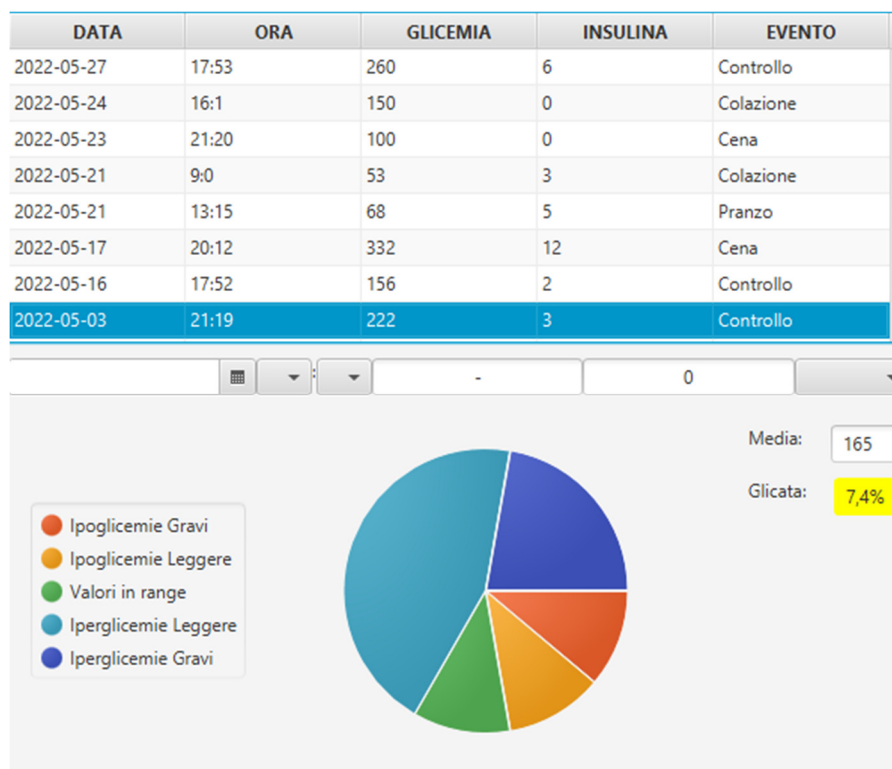 DATA ORA GLICEMIA INSULINA EVENTO
2022-05-27 17:53 260 6 Controllo
2022-05-24 16:1 150 0 Colazione
2022-05-23 21:20 100 0 Cena
2022-05-21 9:0 53 3 Colazione
2022-05-21 13:15 68 5 Pranzo
2022-05-17 20:12 332 12 Cena
2022-05-16 17:52 156 2 Controllo
2022-05-03 21:19 222 3 Controllo
: - 0
Media: 165
Glicata: 7,4%
Ipoglicemie Gravi
Ipoglicemie Leggere
Valori in range
Iperglicemie Leggere
Iperglicemie Gravi